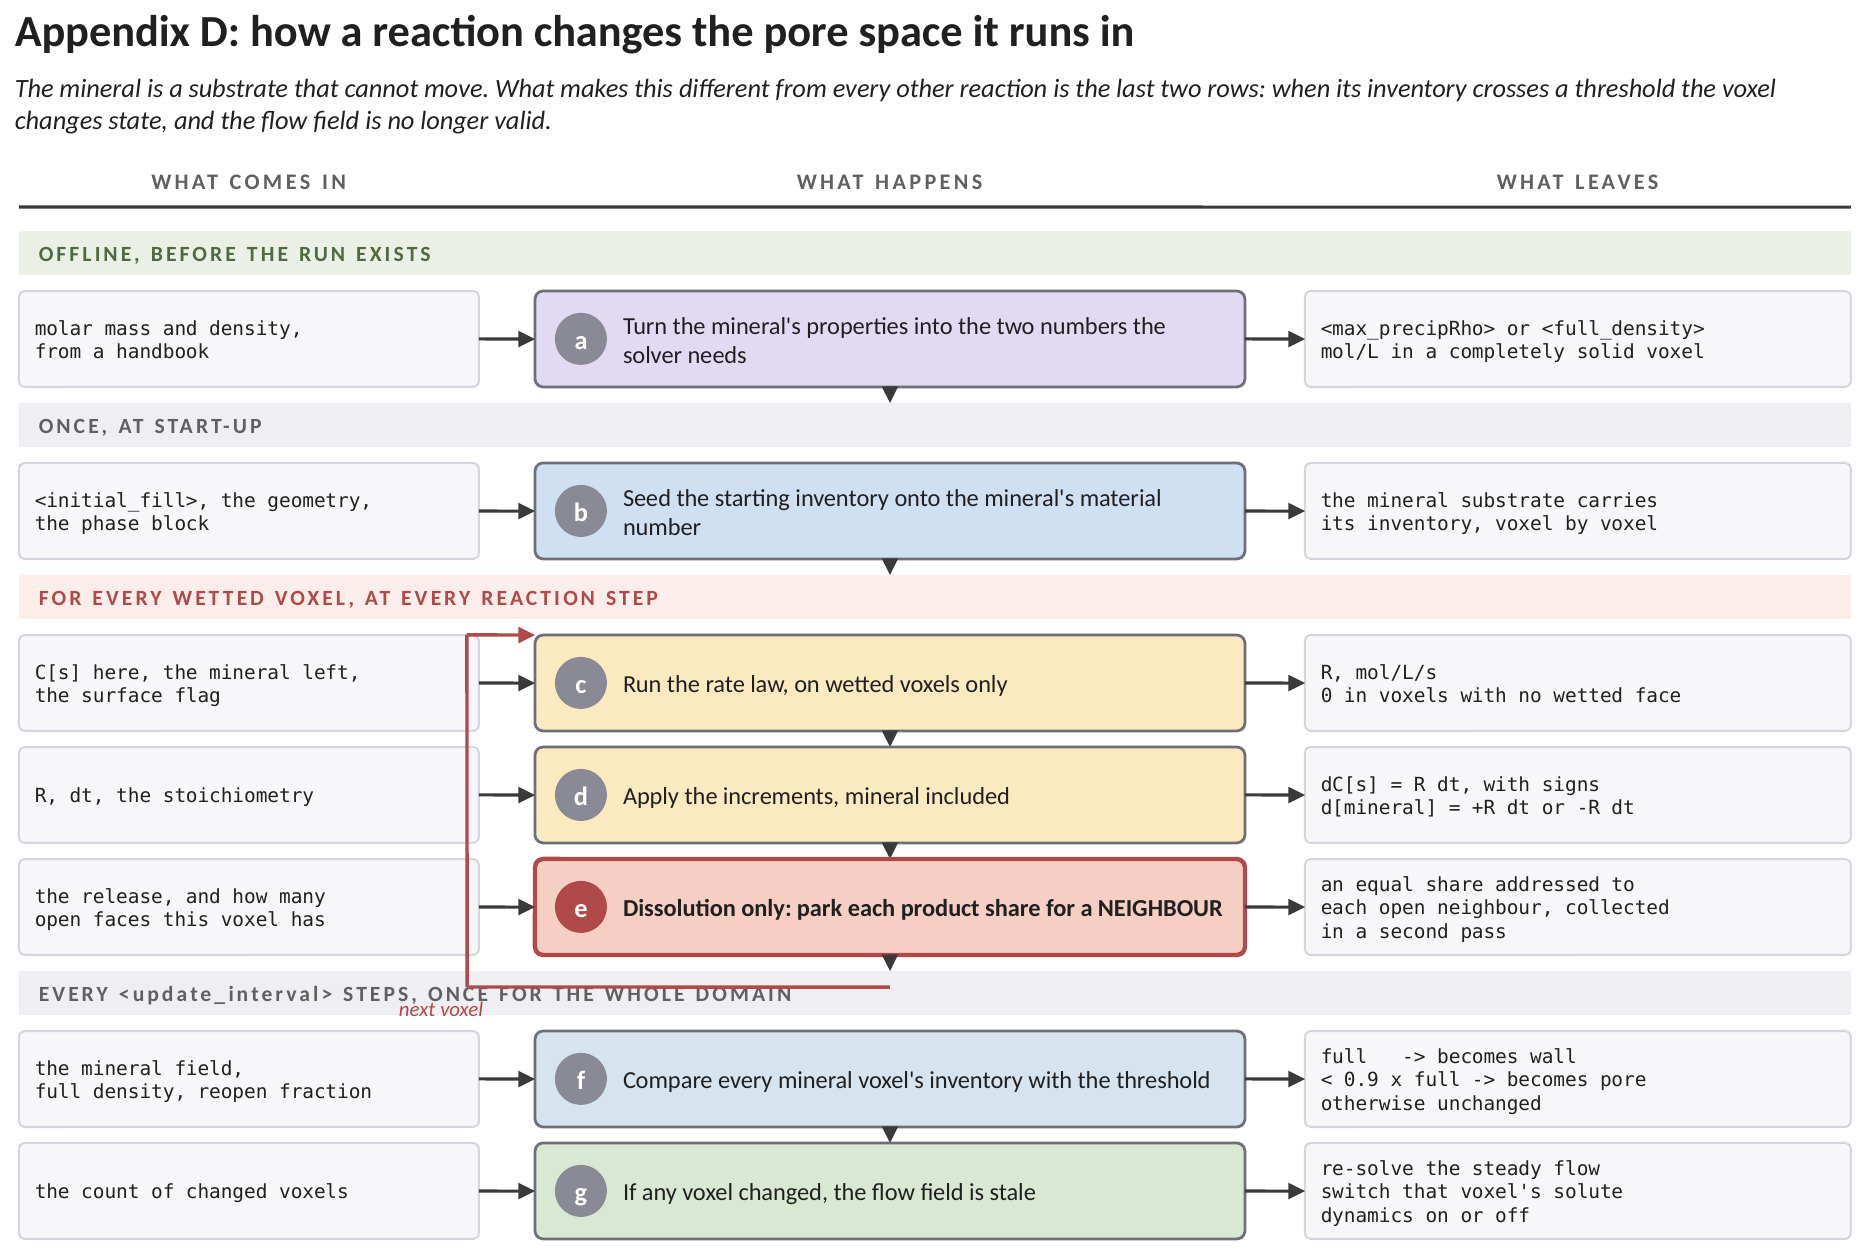 Appendix D: how a reaction changes the pore space it runs in
The mineral is a substrate that cannot move. What makes this different from every other reaction is the last two rows: when its inventory crosses a threshold the voxel
changes state, and the flow field is no longer valid.
WHAT COMES IN
WHAT HAPPENS
WHAT LEAVES
OFFLINE, BEFORE THE RUN EXISTS
molar mass and density,
from a handbook
a
Turn the mineral's properties into the two numbers the
solver needs
<max_precipRho> or <full_density>
mol/L in a completely solid voxel
ONCE, AT START-UP
<initial_fill>, the geometry,
the phase block
b
Seed the starting inventory onto the mineral's material
number
the mineral substrate carries
its inventory, voxel by voxel
FOR EVERY WETTED VOXEL, AT EVERY REACTION STEP
C[s] here, the mineral left,
the surface flag
c
Run the rate law, on wetted voxels only
R, mol/L/s
0 in voxels with no wetted face
R, dt, the stoichiometry
d
Apply the increments, mineral included
dC[s] = R dt, with signs
d[mineral] = +R dt or -R dt
the release, and how many
open faces this voxel has
e
Dissolution only: park each product share for a NEIGHBOUR
an equal share addressed to
each open neighbour, collected
in a second pass
EVERY <update_interval> STEPS, ONCE FOR THE WHOLE DOMAIN
next voxel
the mineral field,
full density, reopen fraction
f
Compare every mineral voxel's inventory with the threshold
full   -> becomes wall
< 0.9 x full -> becomes pore
otherwise unchanged
the count of changed voxels
g
If any voxel changed, the flow field is stale
re-solve the steady flow
switch that voxel's solute
dynamics on or off